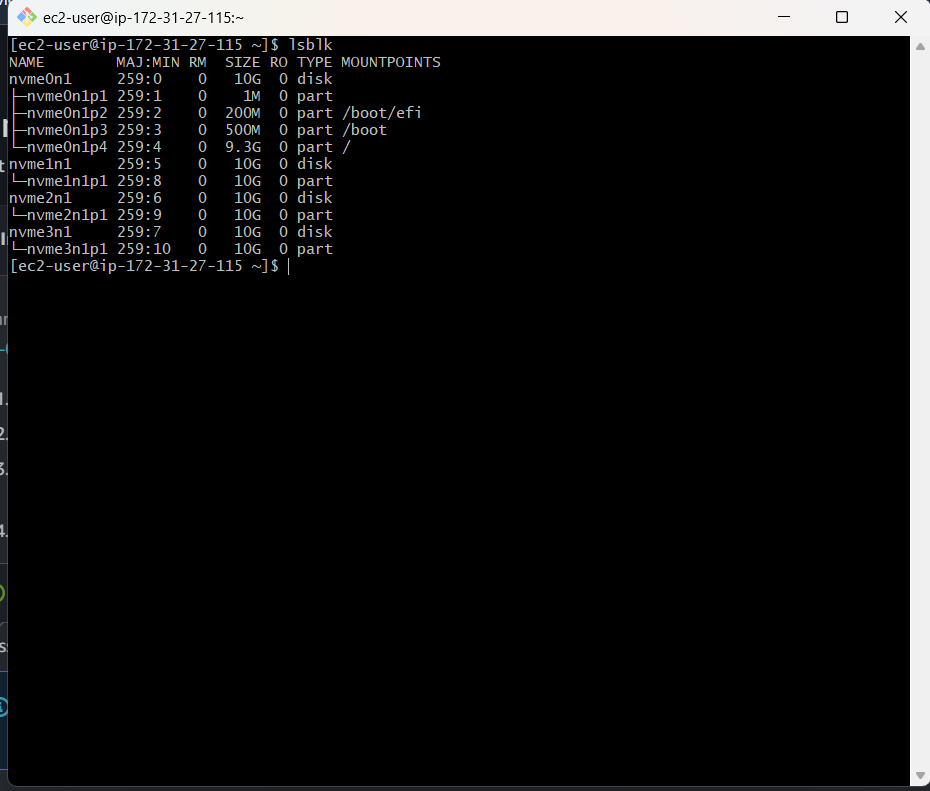 ec2-user@ip-172-31-27-115:~
[ec2-user@ip-172-31-27-115 ~]$ lsblk
NAME        MAJ:MIN RM  SIZE RO TYPE MOUNTPOINTS
nvme0n1     259:0    0   10G  0 disk
├─nvme0n1p1 259:1    0    1M  0 part
├─nvme0n1p2 259:2    0  200M  0 part /boot/efi
├─nvme0n1p3 259:3    0  500M  0 part /boot
└─nvme0n1p4 259:4    0  9.3G  0 part /
nvme1n1     259:5    0   10G  0 disk
└─nvme1n1p1 259:8    0   10G  0 part
nvme2n1     259:6    0   10G  0 disk
└─nvme2n1p1 259:9    0   10G  0 part
nvme3n1     259:7    0   10G  0 disk
└─nvme3n1p1 259:10   0   10G  0 part
[ec2-user@ip-172-31-27-115 ~]$